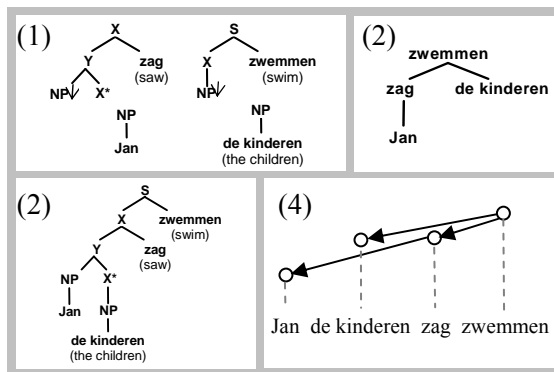 (1)
X
S
Y
zag
(saw)
X
zwemmen
(swim)
NP
X*
NP
NP
Jan
NP
de kinderen
(the children)
(2)
zwemmen
zag
de kinderen
Jan
(2)
S
X
zwemmen
(swim)
Y
zag
(saw)
NP
X*
Jan
NP
de kinderen
(the children)
(4)
Jan de kinderen zag zwemmen